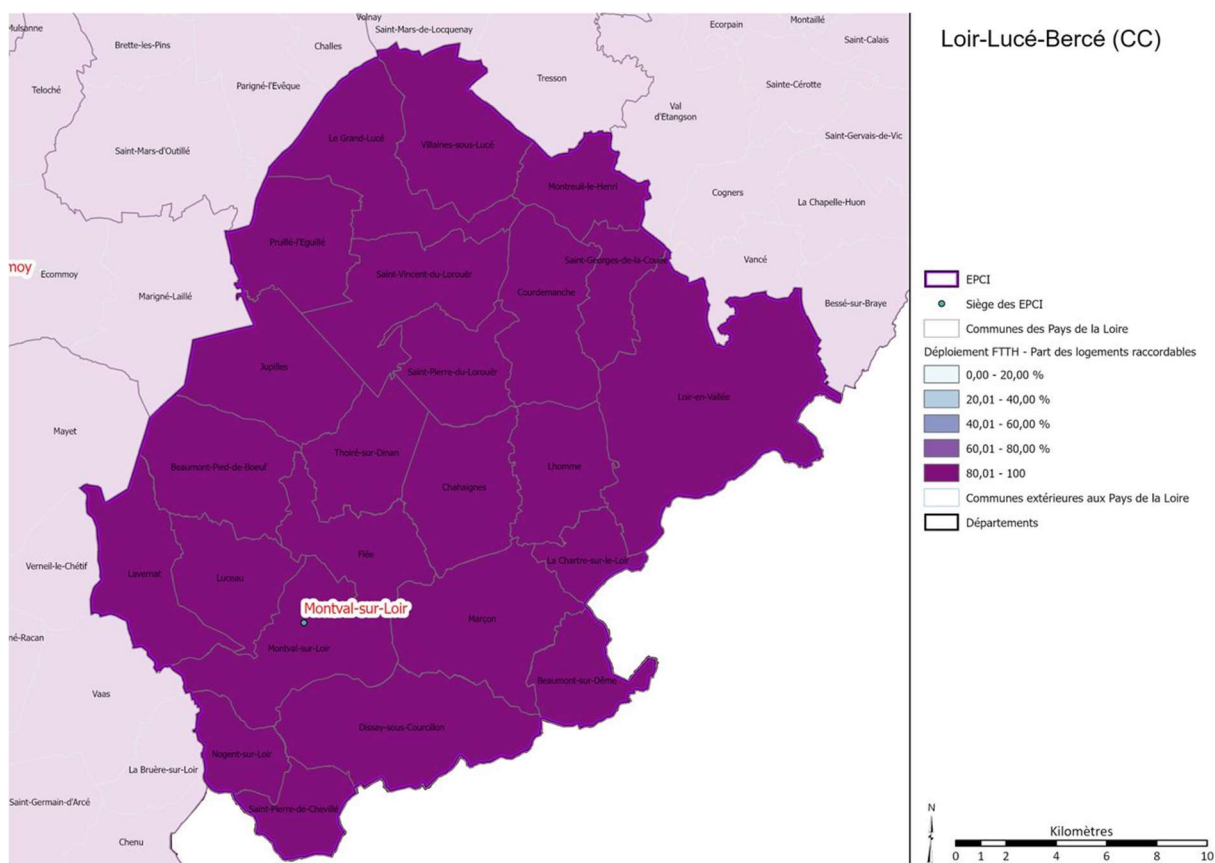 Loir-Lucé-Bercé (CC)
Mulsanne
Volnay
Saint-Mars-de-Locquenay
Brette-les-Pins
Challes
Ecorpain
Montaillé
Saint-Calais
Teloché
Parigné-l'Evêque
Tresson
Sainte-Cérotte
Val
d'Etangson
Saint-Mars-d'Outillé
Le Grand-Lucé
Villaines-sous-Lucé
Saint-Gervais-de-Vic
Montreuil-le-Henri
Cogners
La Chapelle-Huon
Pruillé-l'Eguillé
moy
Ecommoy
Saint-Vincent-du-Lorouër
Saint-Georges-de-la-Couée
Vancé
Marigné-Laillé
Courdemanche
Bessé-sur-Braye
Jupilles
Saint-Pierre-du-Lorouër
Loir-en-Vallée
Mayet
Thoiré-sur-Dinan
Beaumont-Pied-de-Boeuf
Lhomme
Chahaignes
Flée
La Chartre-sur-le-Loir
Verneil-le-Chétif
Lavernat
Luceau
Montval-sur-Loir
Marçon
né-Racan
Montval-sur-Loir
Beaumont-sur-Dême
Vaas
Dissay-sous-Courcillon
Nogent-sur-Loir
La Bruère-sur-Loir
Saint-Germain-d'Arcé
Saint-Pierre-de-Chevillé
Chenu
EPCI
Siège des EPCI
Communes des Pays de la Loire
Déploiement FTTH - Part des logements raccordables
0,00 - 20,00 %
20,01 - 40,00 %
40,01 - 60,00 %
60,01 - 80,00 %
80,01 - 100
Communes extérieures aux Pays de la Loire
Départements
N
Kilomètres
0 1 2 4 6 8 10